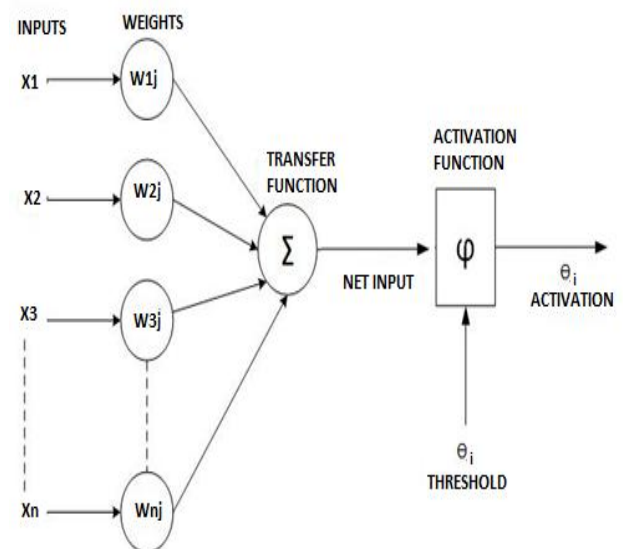 INPUTS
WEIGHTS
X1
W1j
X2
W2j
X3
W3j
Xn
Wnj
TRANSFER
FUNCTION
Σ
NET INPUT
ACTIVATION
FUNCTION
φ
θi
ACTIVATION
θi
THRESHOLD